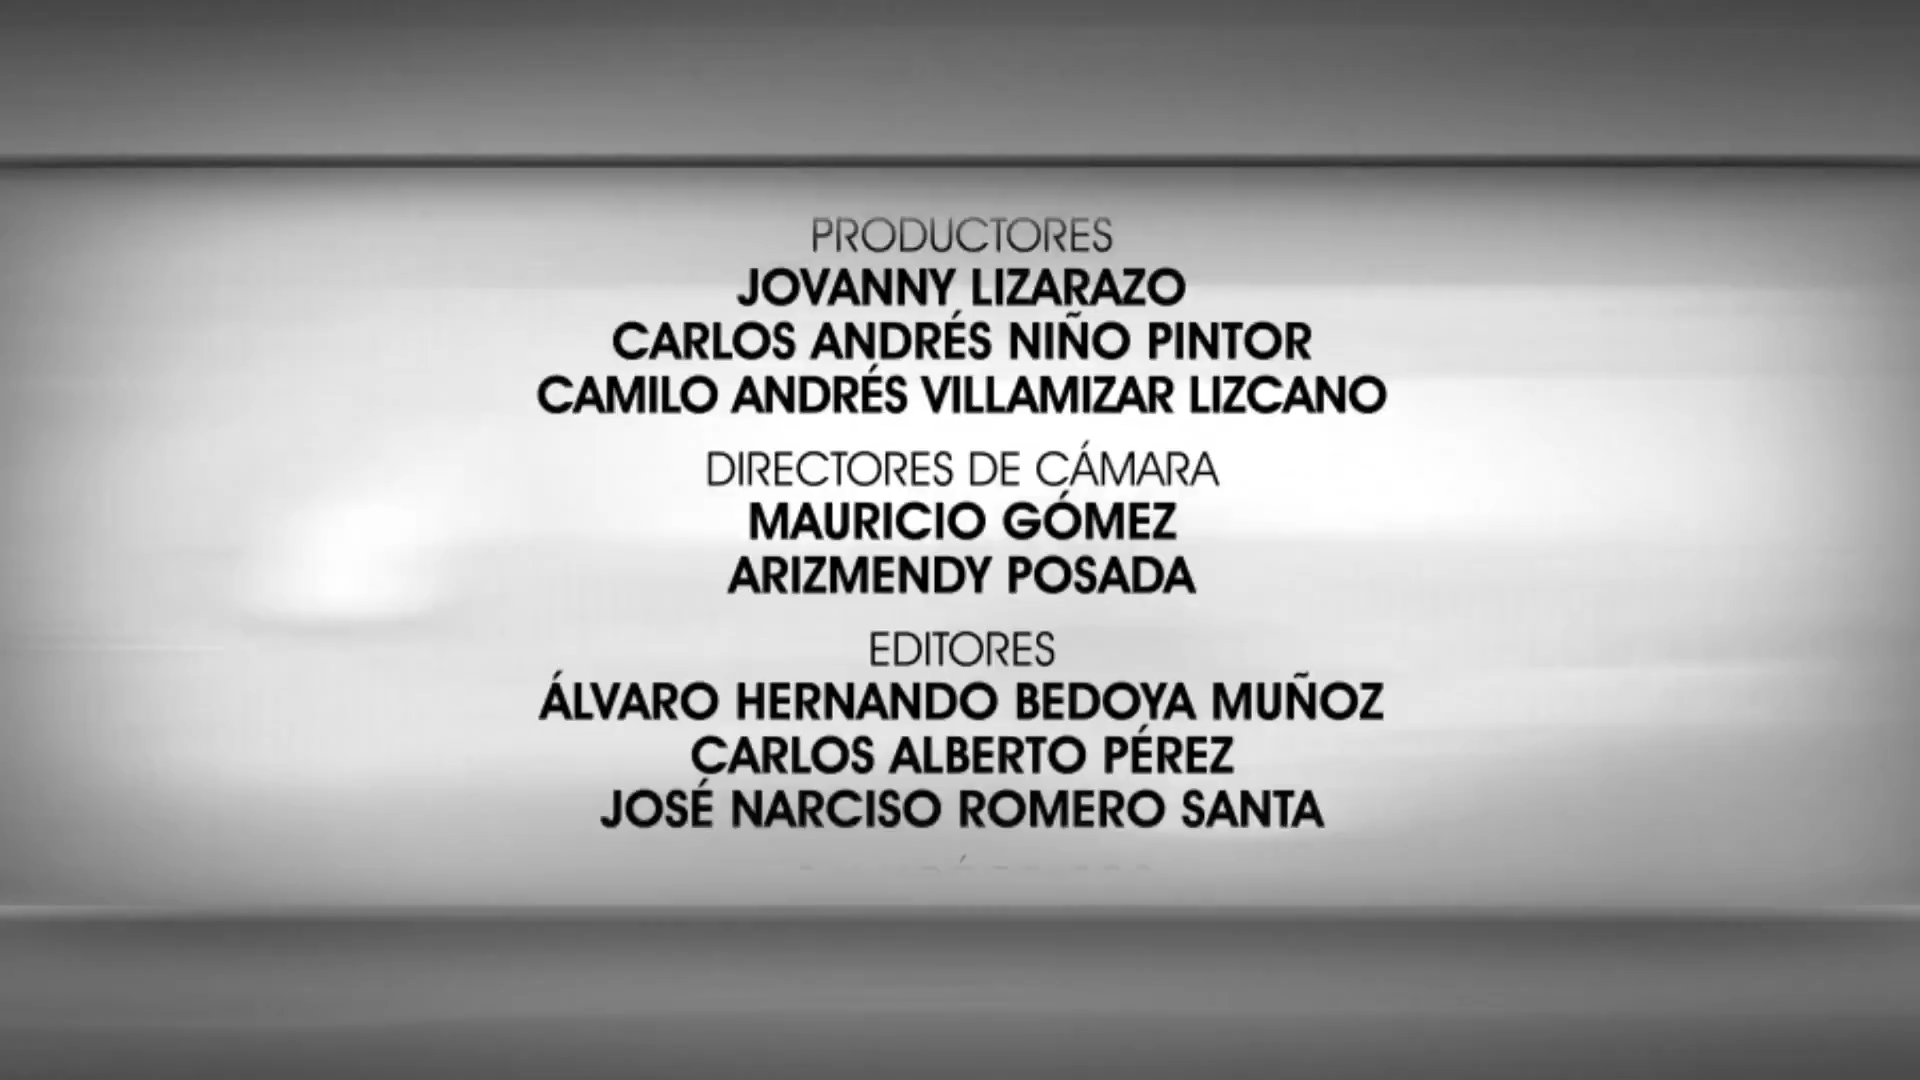 PRODUCTORES
JOVANNY LIZARAZO
CARLOS ANDRÉS NIÑO PINTOR
CAMILO ANDRÉS VILLAMIZAR LIZCANO
DIRECTORES DE CÁMARA
MAURICIO GÓMEZ
ARIZMENDY POSADA
EDITORES
ÁLVARO HERNANDO BEDOYA MUÑOZ
CARLOS ALBERTO PÉREZ
JOSÉ NARCISO ROMERO SANTA